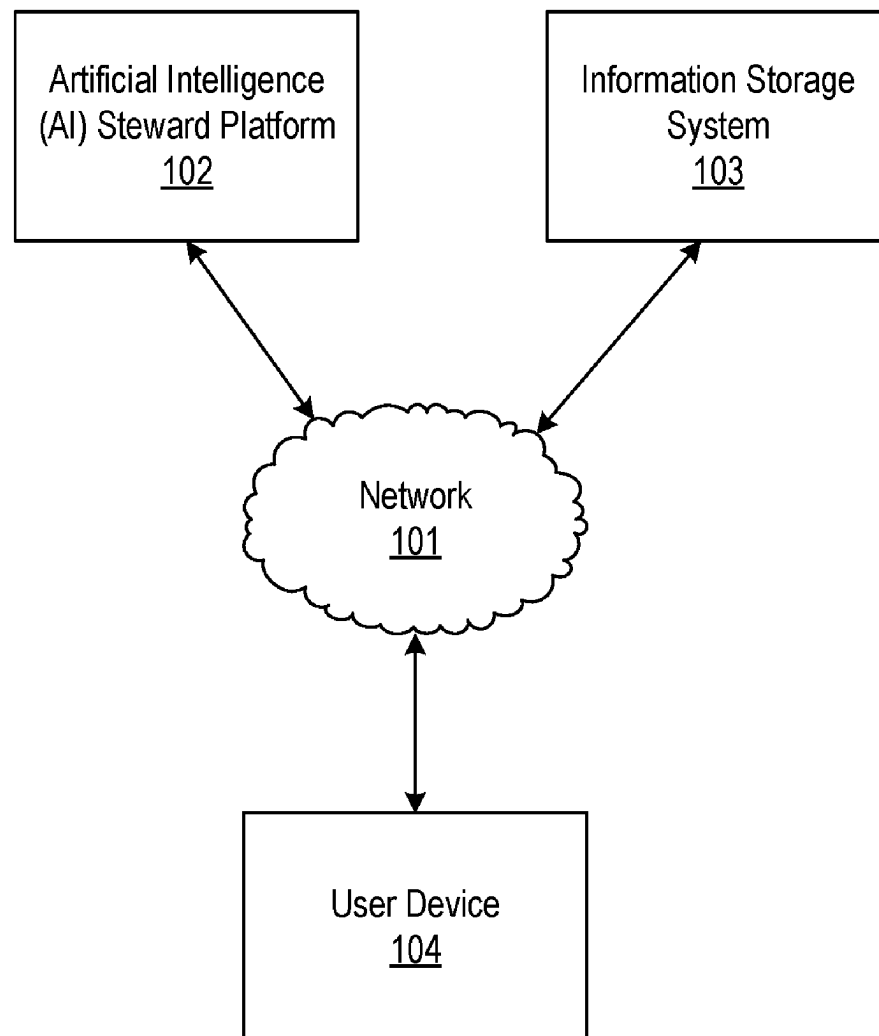 Artificial Intelligence
(AI) Steward Platform
102
Information Storage
System
103
Network
101
User Device
104